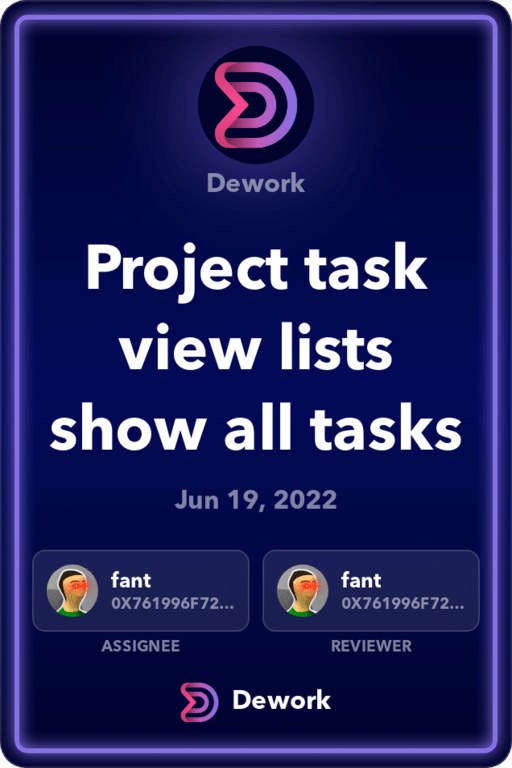 Dework
Project task
view lists
show all tasks
Jun 19, 2022
fant
0X761996F72...
ASSIGNEE
fant
0X761996F72...
REVIEWER
Dework